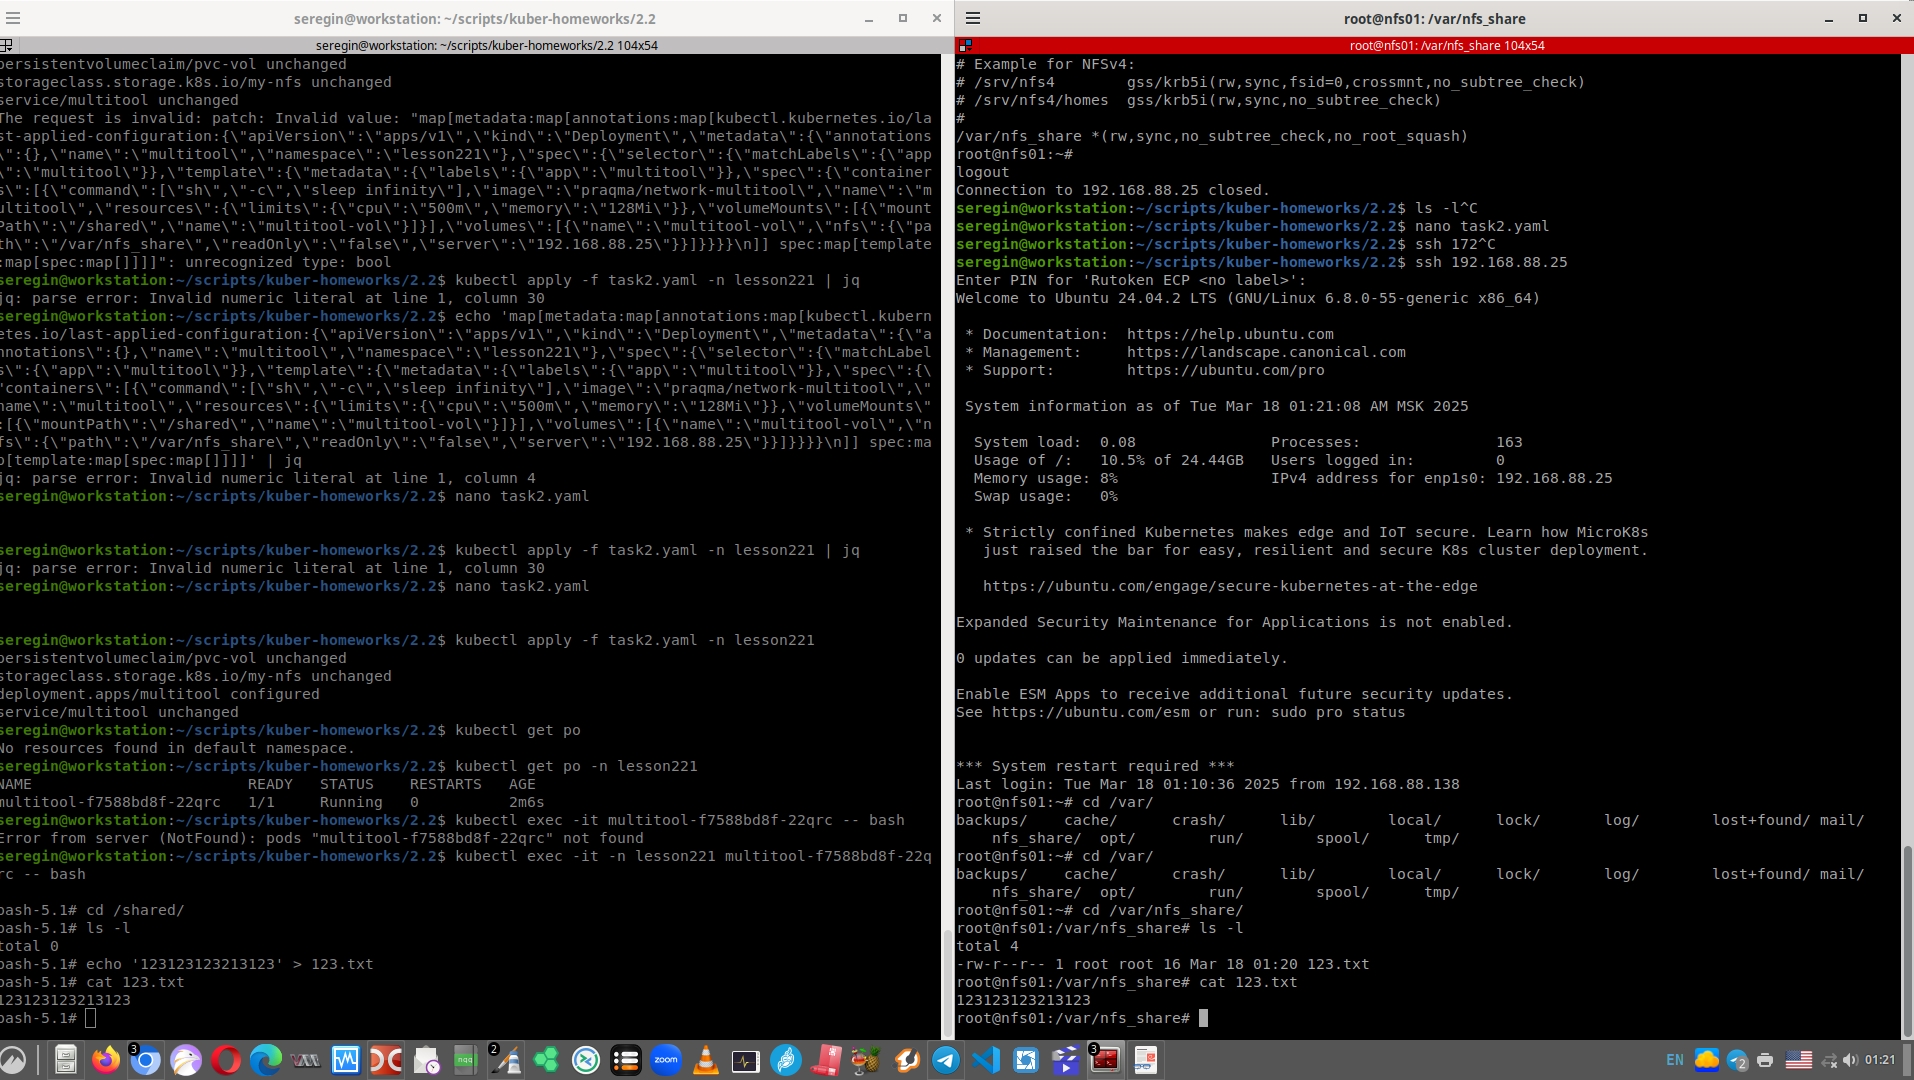 seregin@workstation: ~/scripts/kuber-homeworks/2.2
seregin@workstation: ~/scripts/kuber-homeworks/2.2 104x54
persistentvolumeclaim/pvc-vol unchanged
storageclass.storage.k8s.io/my-nfs unchanged
service/multitool unchanged
The request is invalid: patch: Invalid value: "map[metadata:map[annotations:map[kubectl.kubernetes.io/la
st-applied-configuration:{\"apiVersion\":\"apps/v1\",\"kind\":\"Deployment\",\"metadata\":{\"annotations
\":{},\"name\":\"multitool\",\"namespace\":\"lesson221\"},\"spec\":{\"selector\":{\"matchLabels\":{\"app
\":\"multitool\"}},\"template\":{\"metadata\":{\"labels\":{\"app\":\"multitool\"}},\"spec\":{\"container
s\":[{\"command\":[\"sh\",\"-c\",\"sleep infinity\"],\"image\":\"praqma/network-multitool\",\"name\":\"m
ultitool\",\"resources\":{\"limits\":{\"cpu\":\"500m\",\"memory\":\"128Mi\"}},\"volumeMounts\":[{\"mount
Path\":\"/shared\",\"name\":\"multitool-vol\"}]}],\"volumes\":[{\"name\":\"multitool-vol\",\"nfs\":{\"pa
th\":\"/var/nfs_share\",\"readOnly\":\"false\",\"server\":\"192.168.88.25\"}}]}}}}\n]] spec:map[template
:map[spec:map[]]]]": unrecognized type: bool
seregin@workstation:~/scripts/kuber-homeworks/2.2$ kubectl apply -f task2.yaml -n lesson221 | jq
jq: parse error: Invalid numeric literal at line 1, column 30
seregin@workstation:~/scripts/kuber-homeworks/2.2$ echo 'map[metadata:map[annotations:map[kubectl.kubern
etes.io/last-applied-configuration:{\"apiVersion\":\"apps/v1\",\"kind\":\"Deployment\",\"metadata\":{\"a
nnotations\":{},\"name\":\"multitool\",\"namespace\":\"lesson221\"},\"spec\":{\"selector\":{\"matchLabel
s\":{\"app\":\"multitool\"}},\"template\":{\"metadata\":{\"labels\":{\"app\":\"multitool\"}},\"spec\":{\
"containers\":[{\"command\":[\"sh\",\"-c\",\"sleep infinity\"],\"image\":\"praqma/network-multitool\",\"
name\":\"multitool\",\"resources\":{\"limits\":{\"cpu\":\"500m\",\"memory\":\"128Mi\"}},\"volumeMounts\"
:[{\"mountPath\":\"/shared\",\"name\":\"multitool-vol\"}]}],\"volumes\":[{\"name\":\"multitool-vol\",\"n
fs\":{\"path\":\"/var/nfs_share\",\"readOnly\":\"false\",\"server\":\"192.168.88.25\"}}]}}}}\n]] spec:ma
p[template:map[spec:map[]]]]' | jq
jq: parse error: Invalid numeric literal at line 1, column 4
seregin@workstation:~/scripts/kuber-homeworks/2.2$ nano task2.yaml
seregin@workstation:~/scripts/kuber-homeworks/2.2$ kubectl apply -f task2.yaml -n lesson221 | jq
jq: parse error: Invalid numeric literal at line 1, column 30
seregin@workstation:~/scripts/kuber-homeworks/2.2$ nano task2.yaml
seregin@workstation:~/scripts/kuber-homeworks/2.2$ kubectl apply -f task2.yaml -n lesson221
persistentvolumeclaim/pvc-vol unchanged
storageclass.storage.k8s.io/my-nfs unchanged
deployment.apps/multitool configured
service/multitool unchanged
seregin@workstation:~/scripts/kuber-homeworks/2.2$ kubectl get po
No resources found in default namespace.
seregin@workstation:~/scripts/kuber-homeworks/2.2$ kubectl get po -n lesson221
NAME READY STATUS RESTARTS AGE
multitool-f7588bd8f-22qrc 1/1 Running 0 2m6s
seregin@workstation:~/scripts/kuber-homeworks/2.2$ kubectl exec -it multitool-f7588bd8f-22qrc -- bash
Error from server (NotFound): pods "multitool-f7588bd8f-22qrc" not found
seregin@workstation:~/scripts/kuber-homeworks/2.2$ kubectl exec -it -n lesson221 multitool-f7588bd8f-22q
rc -- bash
bash-5.1# cd /shared/
bash-5.1# ls -l
total 0
bash-5.1# echo '123123123213123' > 123.txt
bash-5.1# cat 123.txt
123123123213123
bash-5.1#
root@nfs01: /var/nfs_share
root@nfs01: /var/nfs_share 104x54
# Example for NFSv4:
# /srv/nfs4 gss/krb5i(rw,sync,fsid=0,crossmnt,no_subtree_check)
# /srv/nfs4/homes gss/krb5i(rw,sync,no_subtree_check)
#
/var/nfs_share *(rw,sync,no_subtree_check,no_root_squash)
root@nfs01:~#
logout
Connection to 192.168.88.25 closed.
seregin@workstation:~/scripts/kuber-homeworks/2.2$ ls -l^C
seregin@workstation:~/scripts/kuber-homeworks/2.2$ nano task2.yaml
seregin@workstation:~/scripts/kuber-homeworks/2.2$ ssh 172^C
seregin@workstation:~/scripts/kuber-homeworks/2.2$ ssh 192.168.88.25
Enter PIN for 'Rutoken ECP <no label>':
Welcome to Ubuntu 24.04.2 LTS (GNU/Linux 6.8.0-55-generic x86_64)
* Documentation: https://help.ubuntu.com
* Management: https://landscape.canonical.com
* Support: https://ubuntu.com/pro
System information as of Tue Mar 18 01:21:08 AM MSK 2025
System load: 0.08 Processes: 163
Usage of /: 10.5% of 24.44GB Users logged in: 0
Memory usage: 8% IPv4 address for enp1s0: 192.168.88.25
Swap usage: 0%
* Strictly confined Kubernetes makes edge and IoT secure. Learn how MicroK8s
just raised the bar for easy, resilient and secure K8s cluster deployment.
https://ubuntu.com/engage/secure-kubernetes-at-the-edge
Expanded Security Maintenance for Applications is not enabled.
0 updates can be applied immediately.
Enable ESM Apps to receive additional future security updates.
See https://ubuntu.com/esm or run: sudo pro status
*** System restart required ***
Last login: Tue Mar 18 01:10:36 2025 from 192.168.88.138
root@nfs01:~# cd /var/
backups/ cache/ crash/ lib/ local/ lock/ log/ lost+found/ mail/
nfs_share/ opt/ run/ spool/ tmp/
root@nfs01:~# cd /var/
backups/ cache/ crash/ lib/ local/ lock/ log/ lost+found/ mail/
nfs_share/ opt/ run/ spool/ tmp/
root@nfs01:~# cd /var/nfs_share/
root@nfs01:/var/nfs_share# ls -l
total 4
-rw-r--r-- 1 root root 16 Mar 18 01:20 123.txt
root@nfs01:/var/nfs_share# cat 123.txt
123123123213123
root@nfs01:/var/nfs_share#
3
2
zoom
3
EN
2
01:21